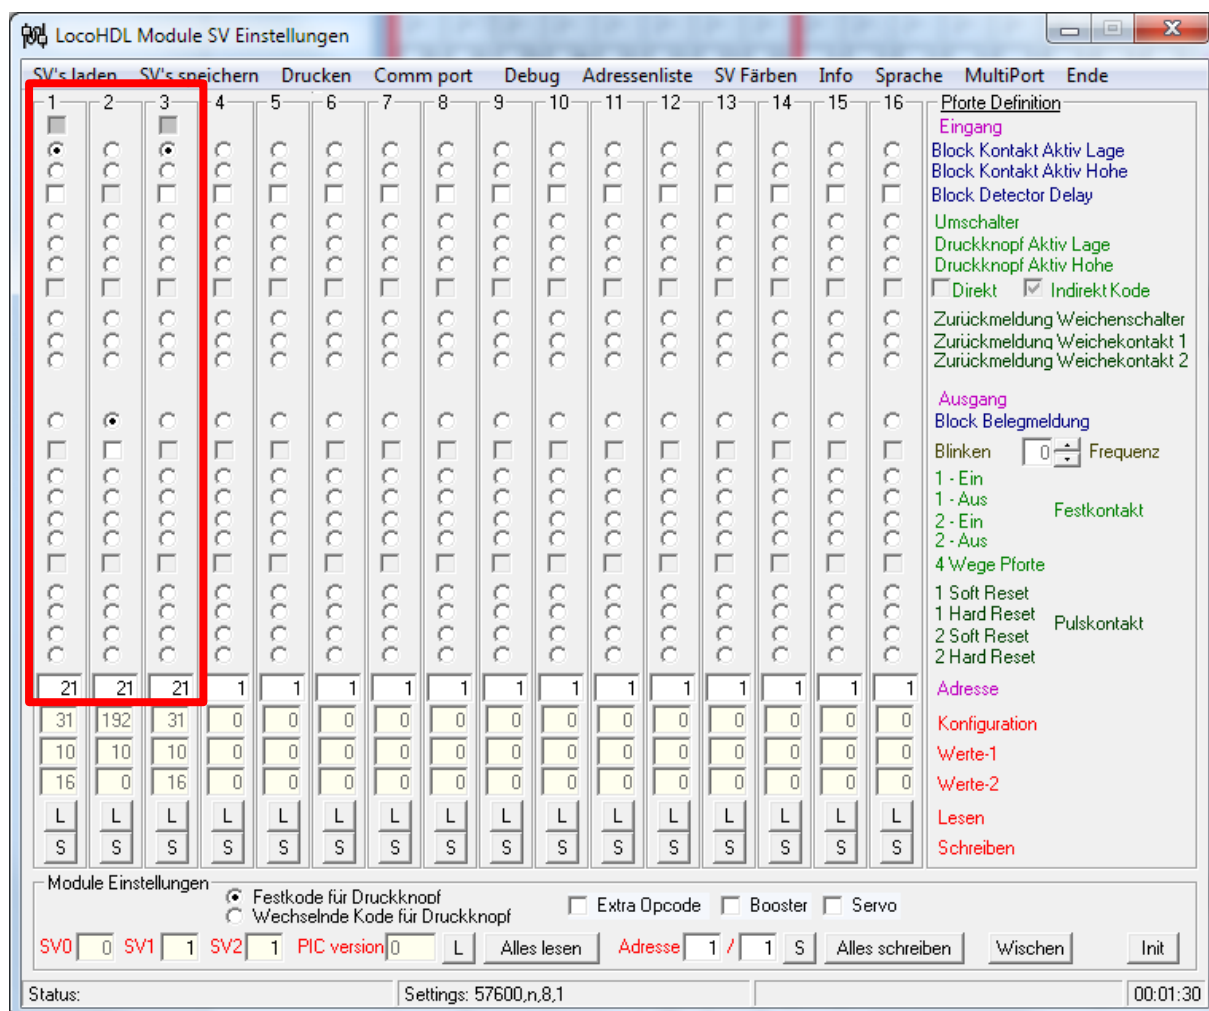 LocoHDL Module SV Einstellungen
SV's laden SV's speichern Drucken Comm port Debug Adressenliste SV Färben Info Sprache MultiPort Ende
1 2 3 4 5 6 7 8 9 10 11 12 13 14 15 16 Pforte Definition
Eingang
Block Kontakt Aktiv Lage
Block Kontakt Aktiv Hohe
Block Detector Delay
Umschalter
Druckknopf Aktiv Lage
Druckknopf Aktiv Hohe
Direkt Indirekt Kode
Zurückmeldung Weichenschalter
Zurückmeldung Weichekontakt 1
Zurückmeldung Weichekontakt 2
Ausgang
Block Belegmeldung
Blinken 0 Frequenz
1 - Ein
1 - Aus
Festkontakt
2 - Ein
2 - Aus
4 Wege Pforte
1 Soft Reset
1 Hard Reset
Pulskontakt
2 Soft Reset
2 Hard Reset
21 21 21 1 1 1 1 1 1 1 1 1 1 1 1 1 Adresse
31 192 31 0 0 0 0 0 0 0 0 0 0 0 0 0 Konfiguration
10 10 10 0 0 0 0 0 0 0 0 0 0 0 0 0 Werte-1
16 0 16 0 0 0 0 0 0 0 0 0 0 0 0 0 Werte-2
L L L L L L L L L L L L L L L L Lesen
S S S S S S S S S S S S S S S S Schreiben
Module Einstellungen
Festkode für Druckknopf
Wechselnde Kode für Druckknopf
Extra Opcode Booster Servo
SV0 0 SV1 1 SV2 1 PIC version 0 L Alles lesen Adresse 1 / 1 S Alles schreiben Wischen Init
Status: Settings: 57600,n,8,1 00:01:30